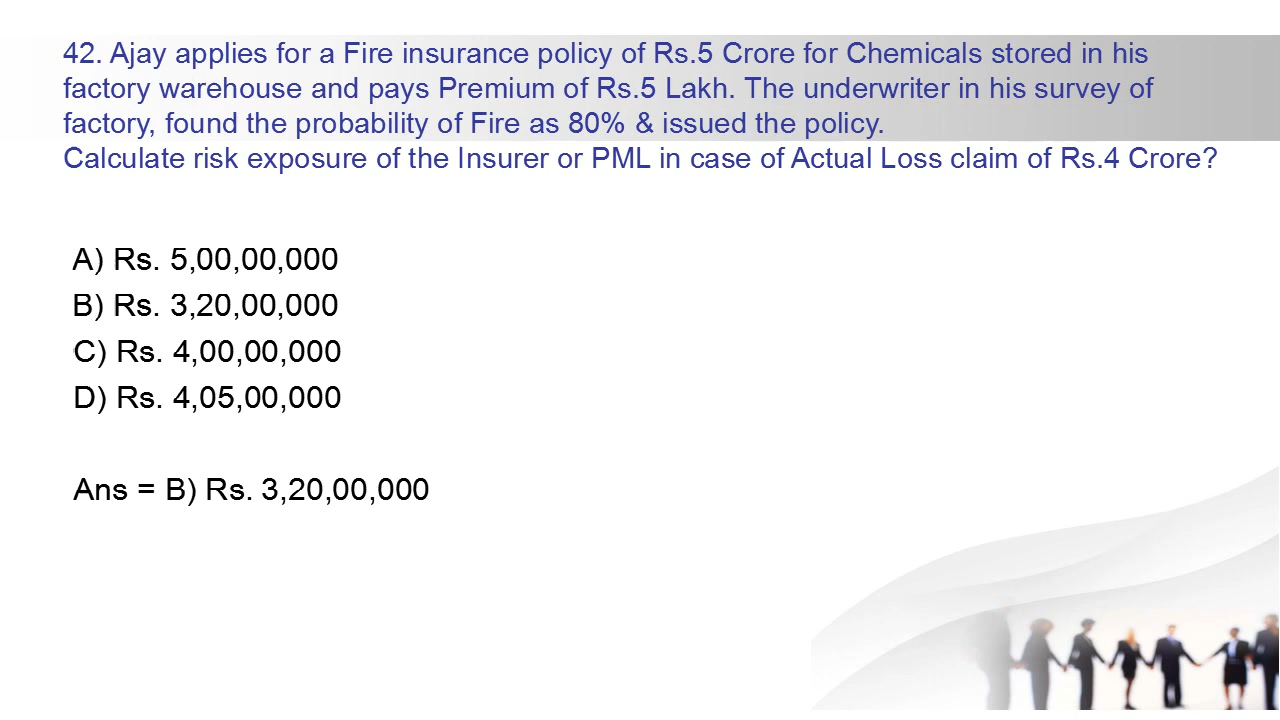 42. Ajay applies for a Fire insurance policy of Rs.5 Crore for Chemicals stored in his
factory warehouse and pays Premium of Rs.5 Lakh. The underwriter in his survey of
factory, found the probability of Fire as 80% & issued the policy.
Calculate risk exposure of the Insurer or PML in case of Actual Loss claim of Rs.4 Crore?
A) Rs. 5,00,00,000
B) Rs. 3,20,00,000
C) Rs. 4,00,00,000
D) Rs. 4,05,00,000
Ans = B) Rs. 3,20,00,000